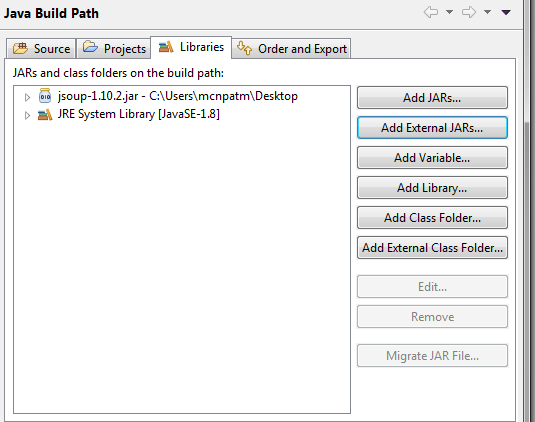 Java Build Path
Source Projects Libraries Order and Export
JARs and class folders on the build path:
jsoup-1.10.2.jar - C:\Users\mcnpatm\Desktop
JRE System Library [JavaSE-1.8]
Add JARs...
Add External JARs...
Add Variable...
Add Library...
Add Class Folder...
Add External Class Folder...
Edit...
Remove
Migrate JAR File...